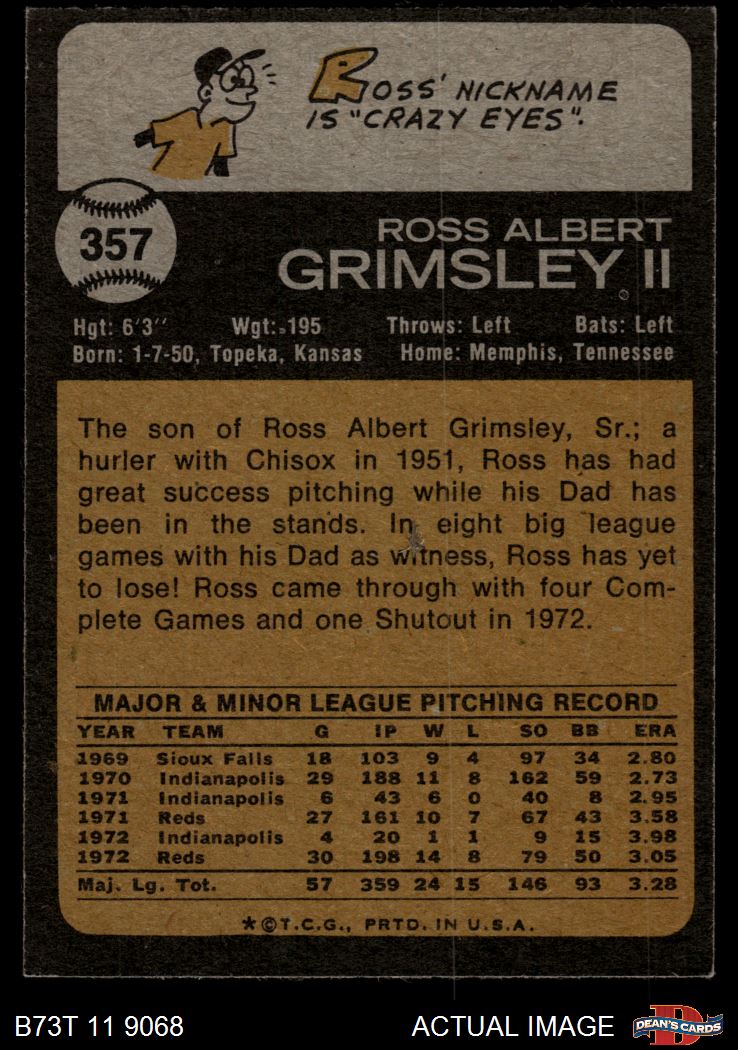 ROSS' NICKNAME
IS "CRAZY EYES".
357
ROSS ALBERT
GRIMSLEY II
Hgt: 6'3" Wgt: 195 Throws: Left Bats: Left
Born: 1-7-50, Topeka, Kansas Home: Memphis, Tennessee
The son of Ross Albert Grimsley, Sr.; a
hurler with Chisox in 1951, Ross has had
great success pitching while his Dad has
been in the stands. In eight big league
games with his Dad as witness, Ross has yet
to lose! Ross came through with four Com-
plete Games and one Shutout in 1972.
MAJOR & MINOR LEAGUE PITCHING RECORD
YEAR TEAM G IP W L SO BB ERA
1969 Sioux Falls 18 103 9 4 97 34 2.80
1970 Indianapolis 29 188 11 8 162 59 2.73
1971 Indianapolis 6 43 6 0 40 8 2.95
1971 Reds 27 161 10 7 67 43 3.58
1972 Indianapolis 4 20 1 1 9 15 3.98
1972 Reds 30 198 14 8 79 50 3.05
Maj. Lg. Tot. 57 359 24 15 146 93 3.28
*©T.C.G., PRTD. IN U.S.A.
B73T 11 9068 ACTUAL IMAGE D DEAN'S CARDS